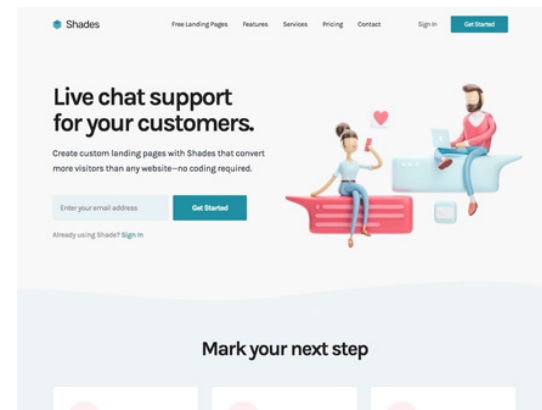 Shades
Free Landing Pages Features Services Pricing Contact Sign In Get Started
Live chat support
for your customers.
Create custom landing pages with Shades that convert
more visitors than any website—no coding required.
Enter your email address Get Started
Already using Shade? Sign In
Mark your next step